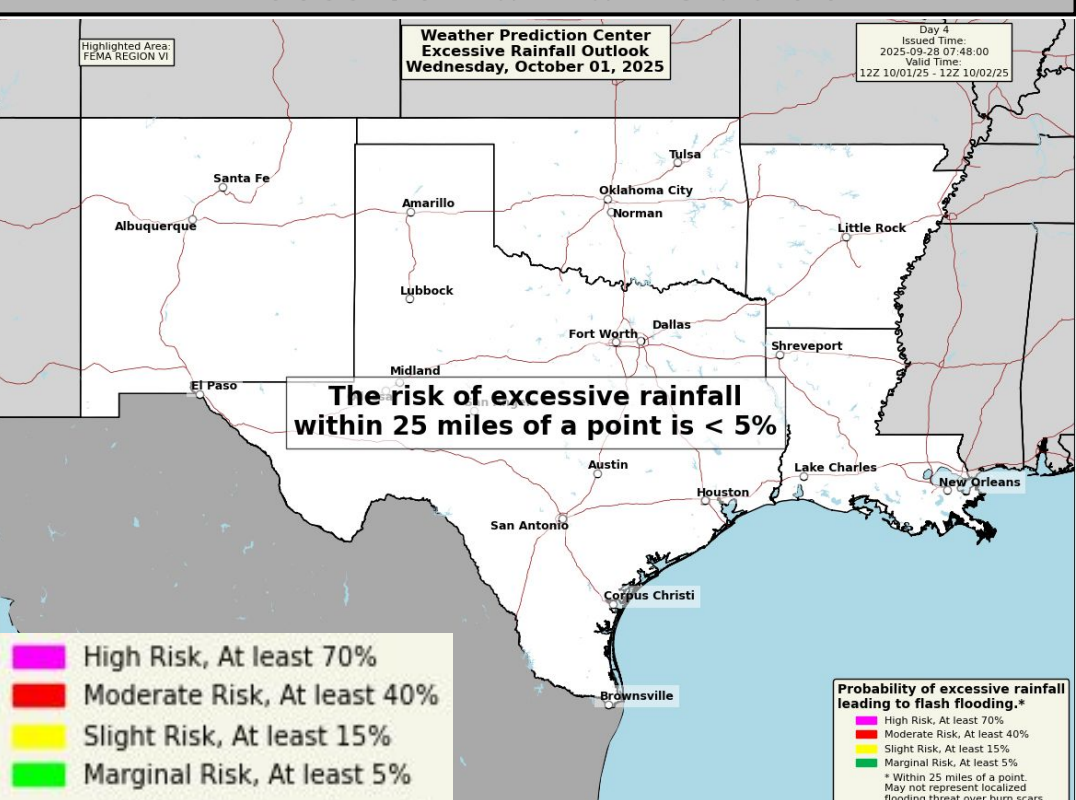 Highlighted Area:
FEMA REGION VI
Weather Prediction Center
Excessive Rainfall Outlook
Wednesday, October 01, 2025
Day 4
Issued Time:
2025-09-28 07:48:00
Valid Time:
12Z 10/01/25 - 12Z 10/02/25
Tulsa
Santa Fe
Oklahoma City
Amarillo
Norman
Albuquerque
Little Rock
Lubbock
Dallas
Fort Worth
Shreveport
Midland
El Paso
The risk of excessive rainfall
within 25 miles of a point is < 5%
Austin
Lake Charles
New Orleans
Houston
San Antonio
Corpus Christi
Brownsville
High Risk, At least 70%
Moderate Risk, At least 40%
Slight Risk, At least 15%
Marginal Risk, At least 5%
Probability of excessive rainfall
leading to flash flooding.*
High Risk, At least 70%
Moderate Risk, At least 40%
Slight Risk, At least 15%
Marginal Risk, At least 5%
* Within 25 miles of a point.
May not represent localized
flooding threat over burn scars